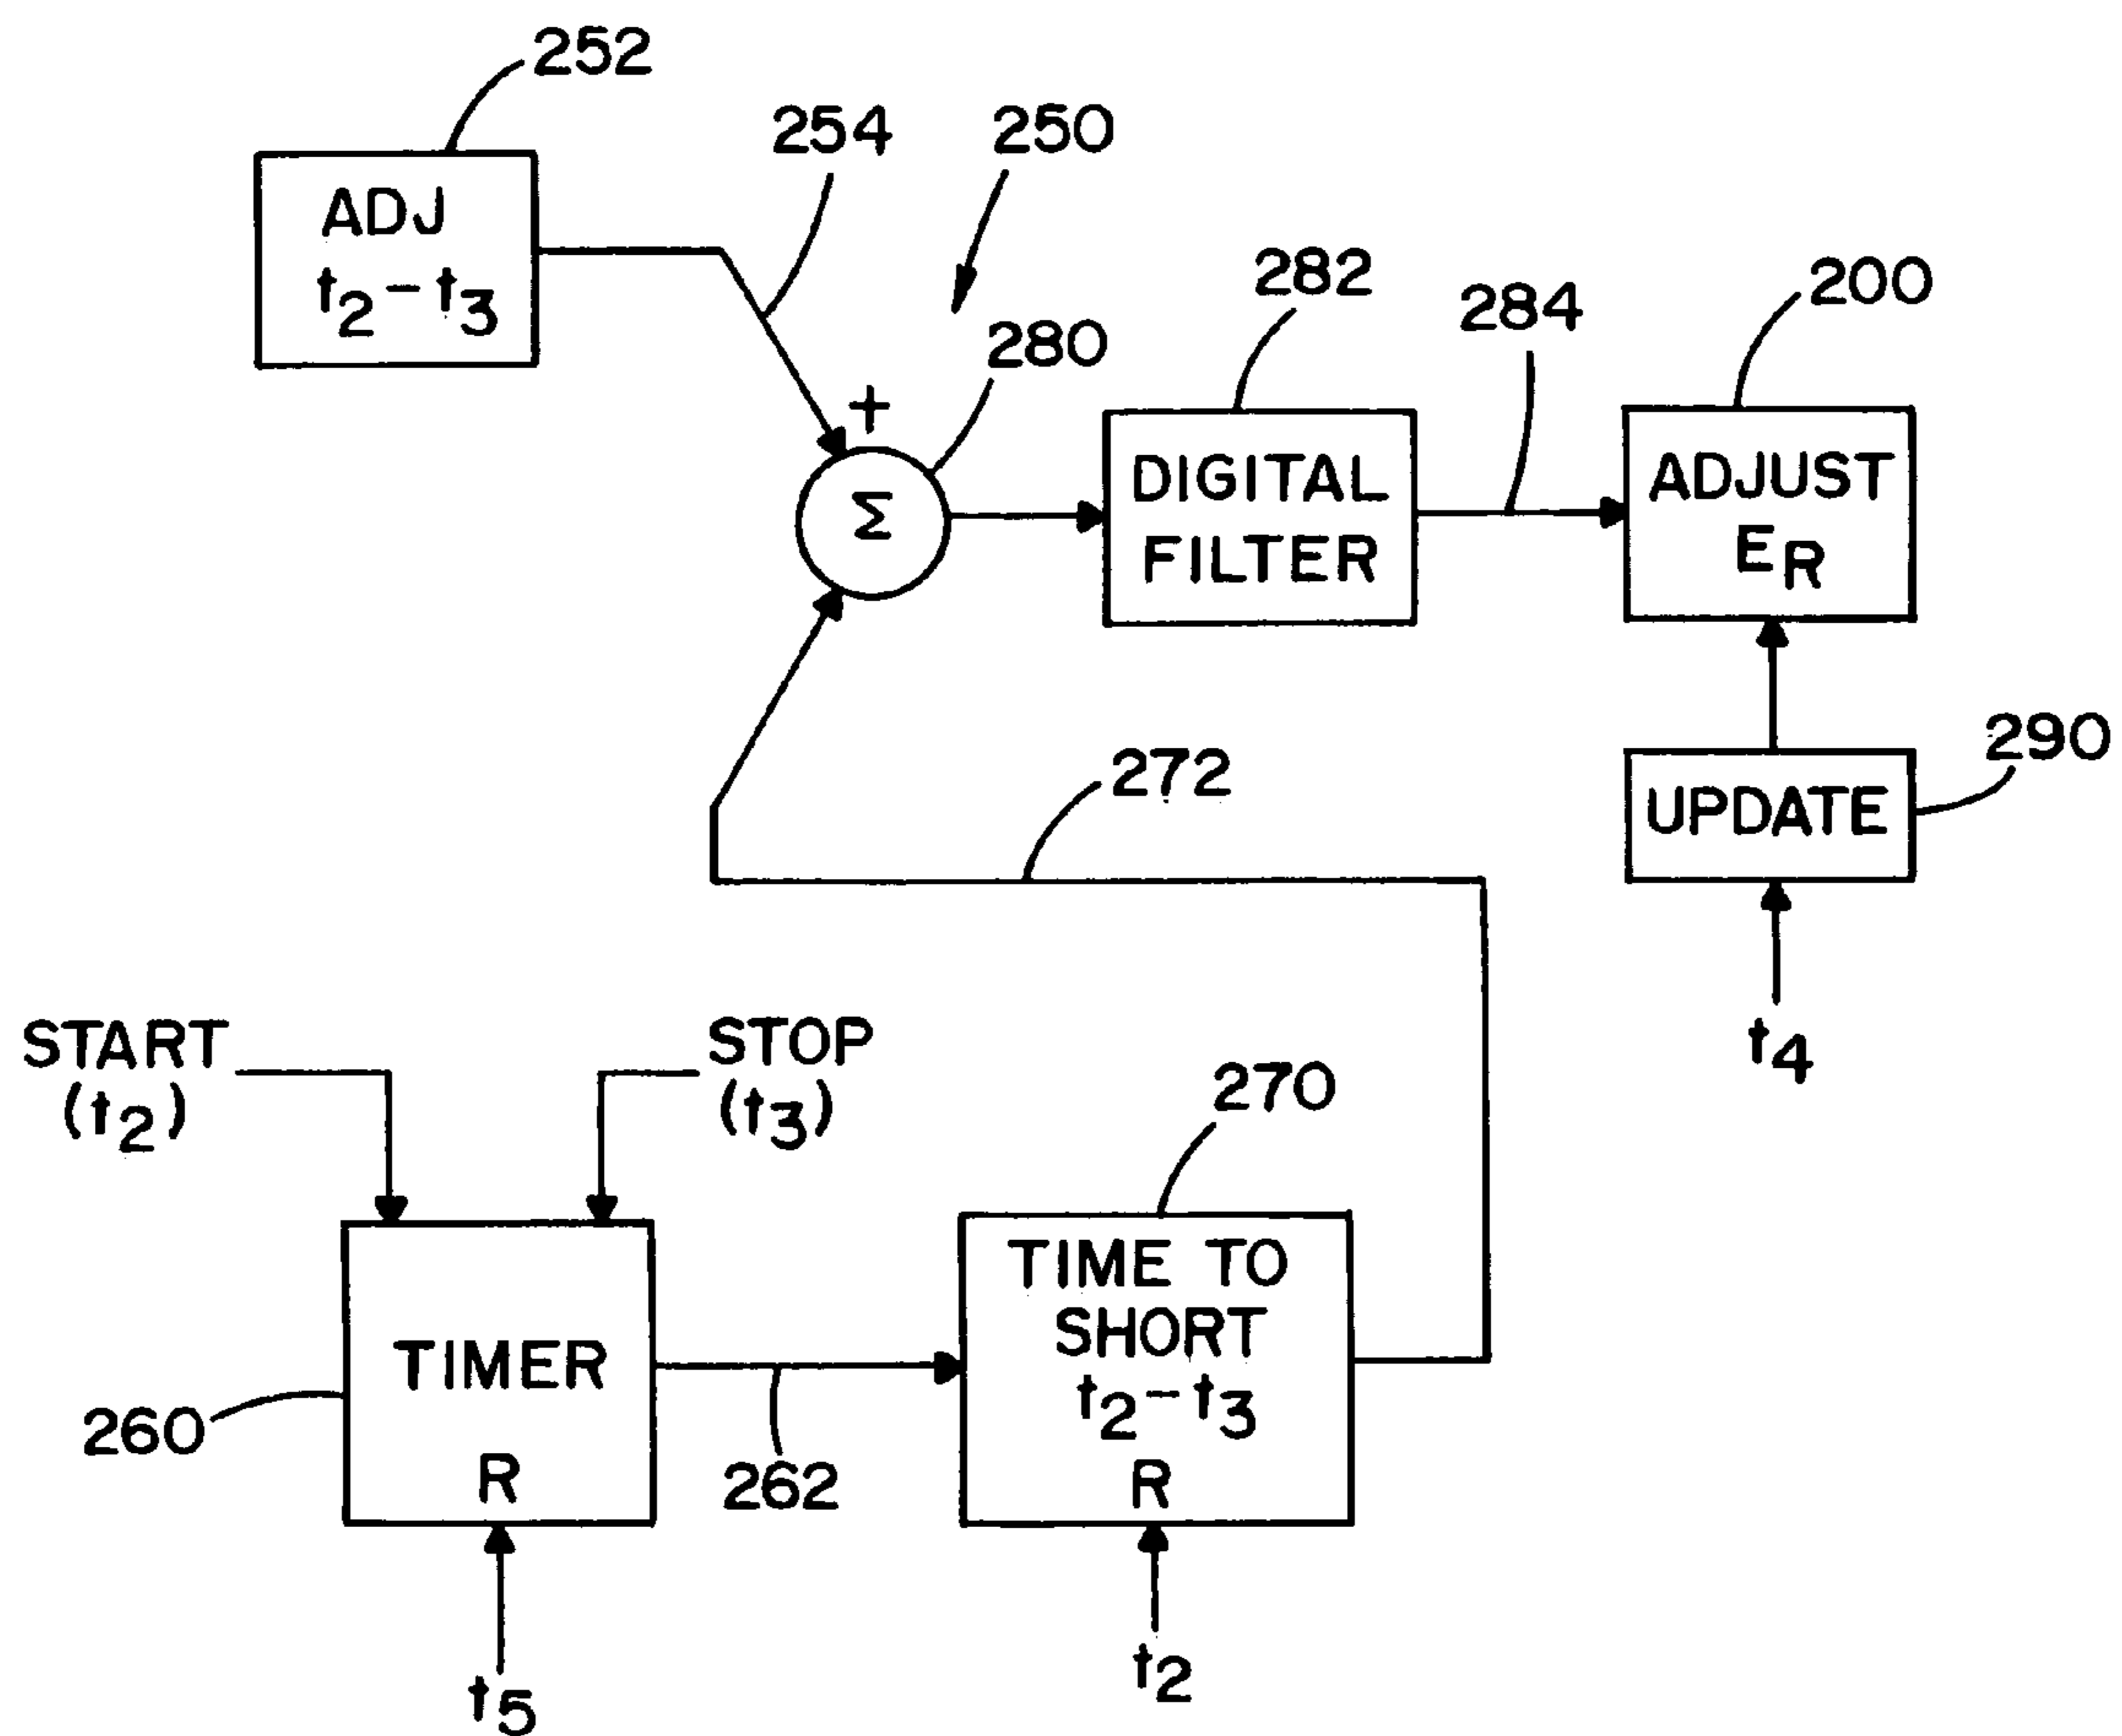 252
254
250
ADJ
t2-t3
282
284
200
280
+
Σ
DIGITAL
FILTER
ADJUST
ER
272
290
UPDATE
t4
START
(t2)
STOP
(t3)
270
TIMER
R
260
262
TIME TO
SHORT
t2-t3
R
t5
t2